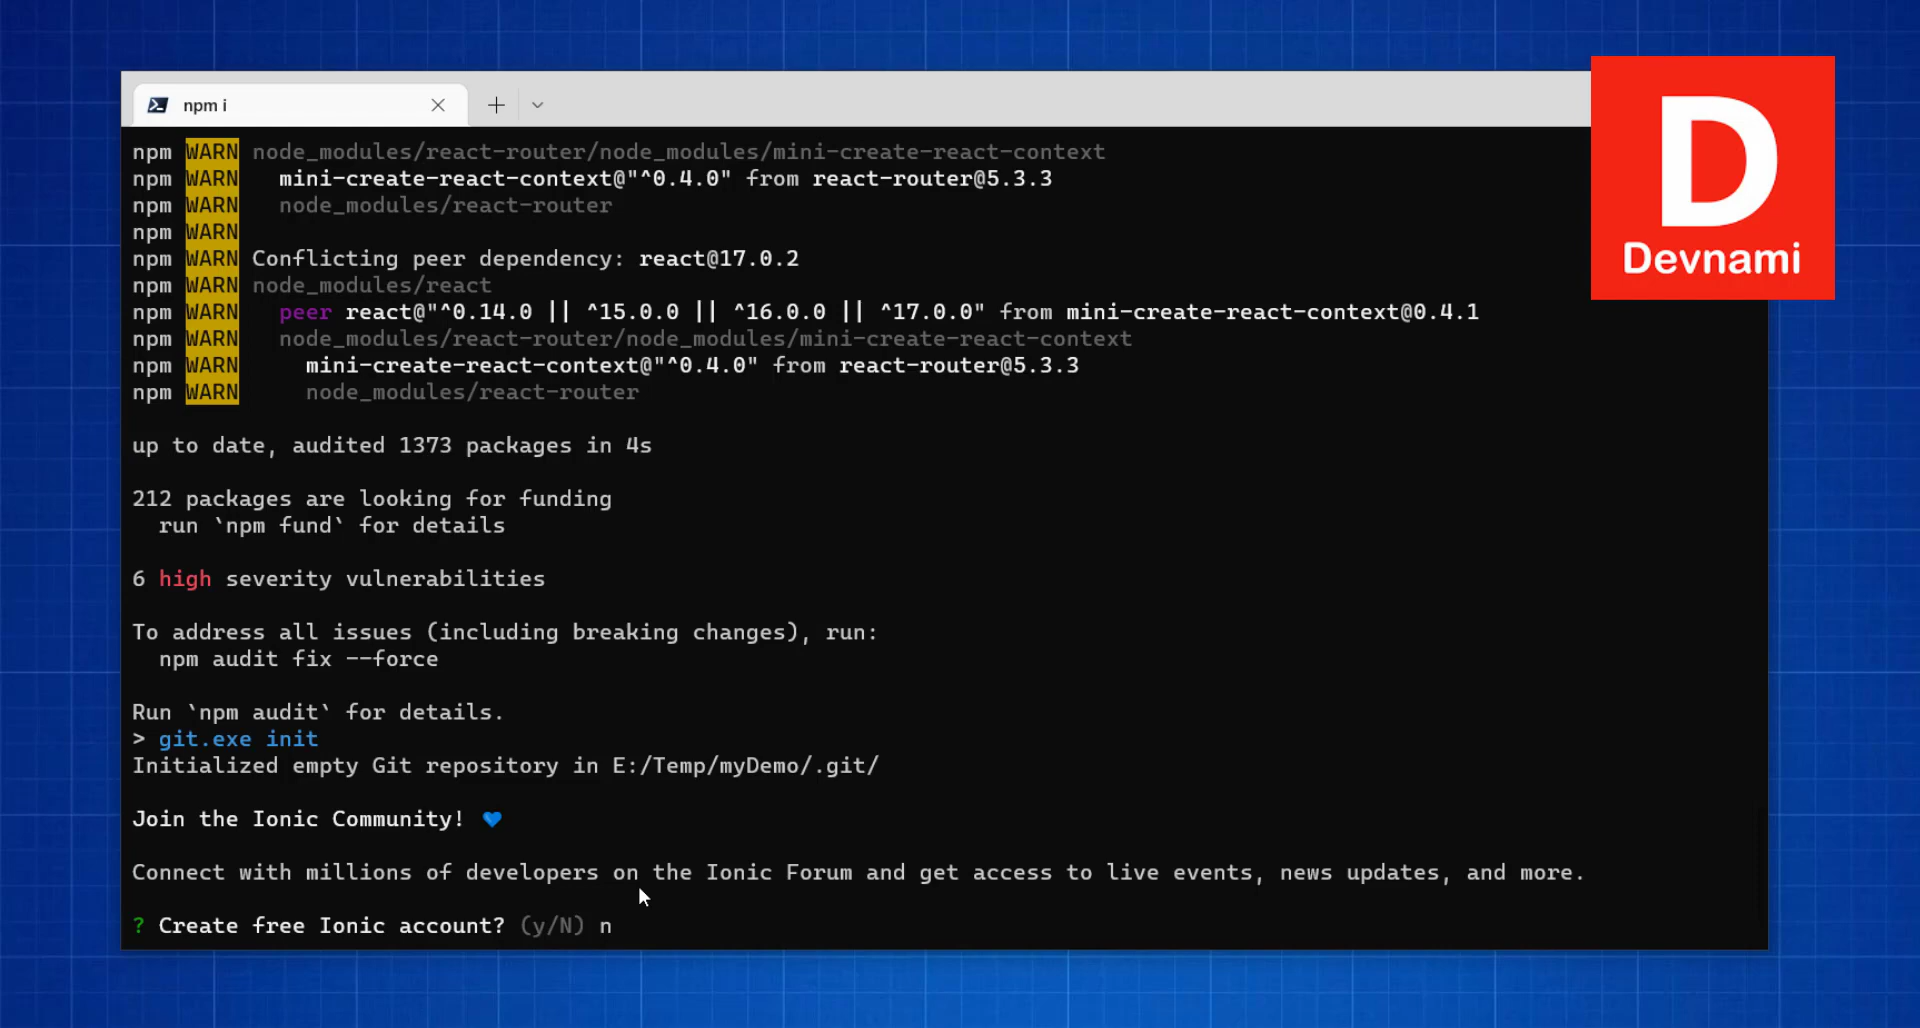 npm i
npm WARN node_modules/react-router/node_modules/mini-create-react-context
npm WARN   mini-create-react-context@"^0.4.0" from react-router@5.3.3
npm WARN   node_modules/react-router
npm WARN
npm WARN Conflicting peer dependency: react@17.0.2
npm WARN node_modules/react
npm WARN   peer react@"^0.14.0 || ^15.0.0 || ^16.0.0 || ^17.0.0" from mini-create-react-context@0.4.1
npm WARN   node_modules/react-router/node_modules/mini-create-react-context
npm WARN     mini-create-react-context@"^0.4.0" from react-router@5.3.3
npm WARN     node_modules/react-router
up to date, audited 1373 packages in 4s
212 packages are looking for funding
  run `npm fund` for details
6 high severity vulnerabilities
To address all issues (including breaking changes), run:
  npm audit fix --force
Run `npm audit` for details.
> git.exe init
Initialized empty Git repository in E:/Temp/myDemo/.git/
Join the Ionic Community! 💙
Connect with millions of developers on the Ionic Forum and get access to live events, news updates, and more.
? Create free Ionic account? (y/N) n
D
Devnami